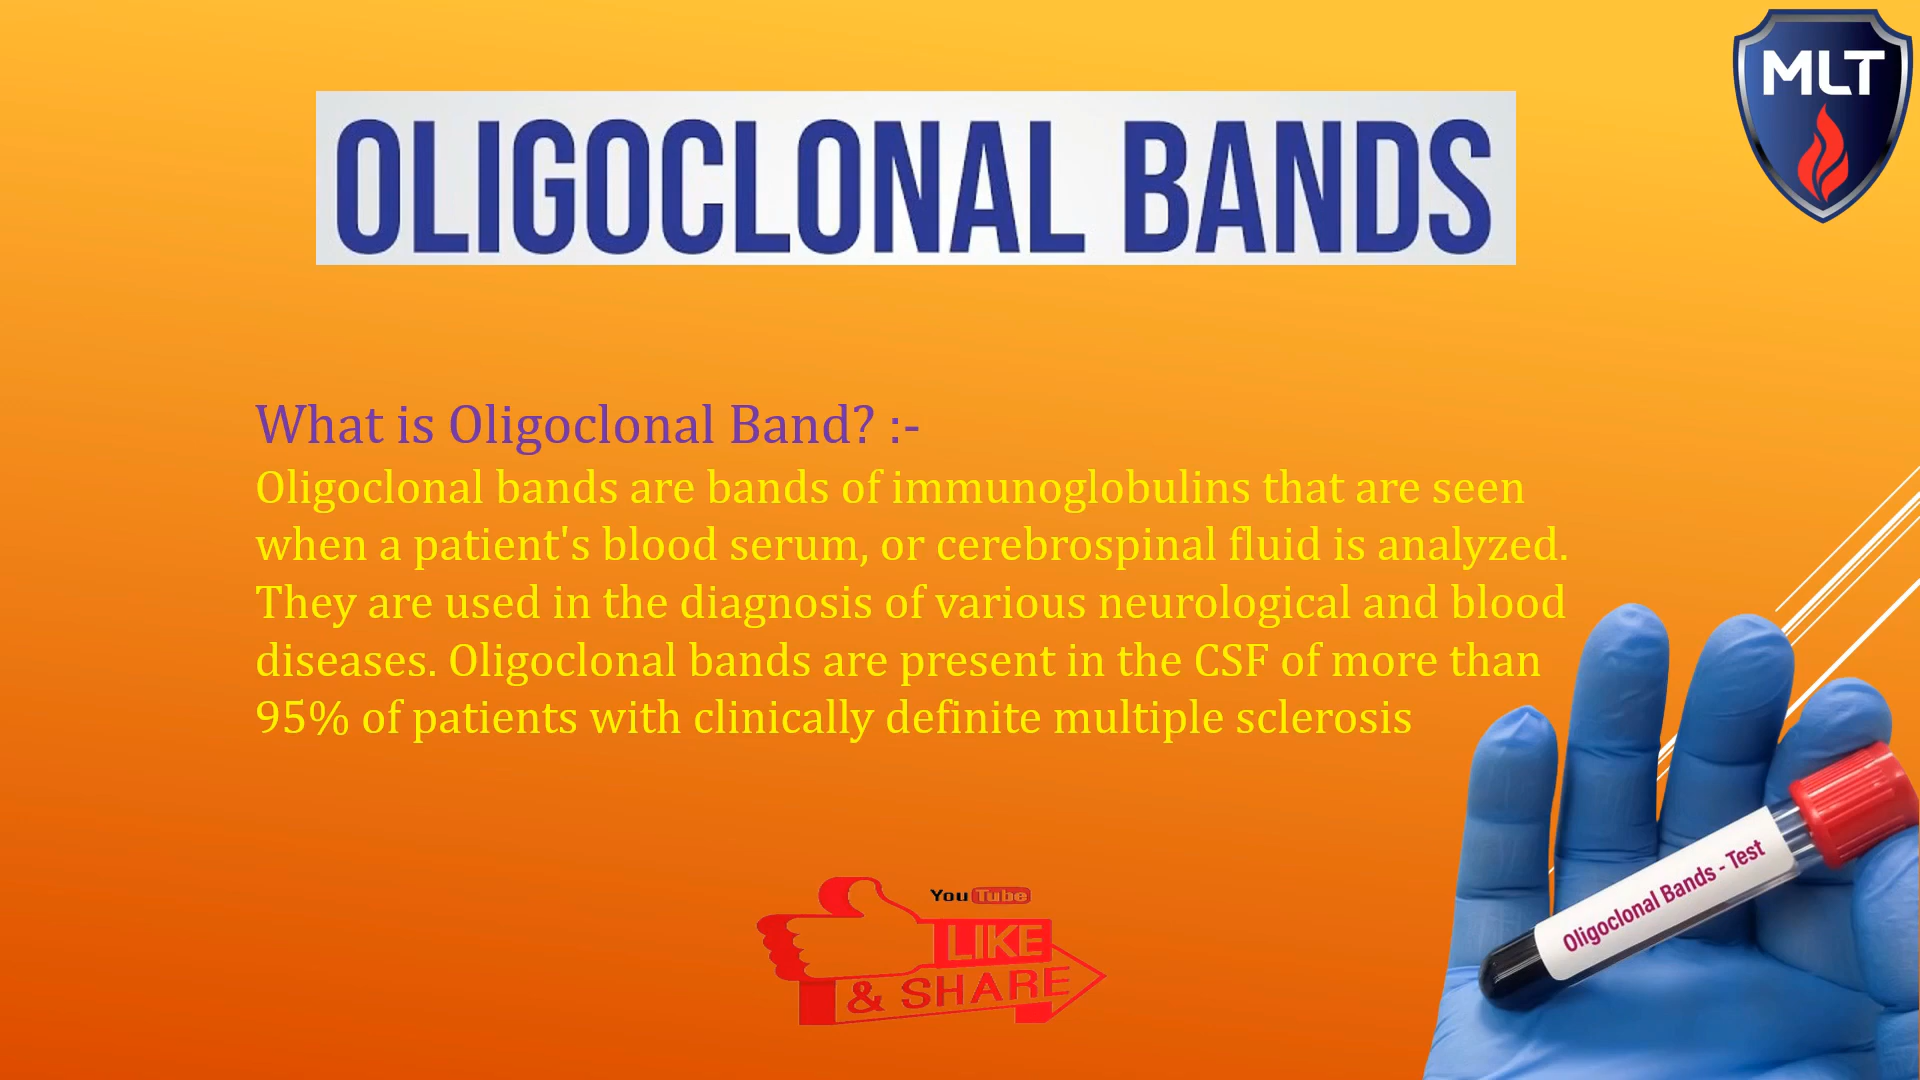 MLT
OLIGOCLONAL BANDS
What is Oligoclonal Band? :-
Oligoclonal bands are bands of immunoglobulins that are seen
when a patient's blood serum, or cerebrospinal fluid is analyzed.
They are used in the diagnosis of various neurological and blood
diseases. Oligoclonal bands are present in the CSF of more than
95% of patients with clinically definite multiple sclerosis
Oligoclonal Bands - Test
YouTube
LIKE
& SHARE